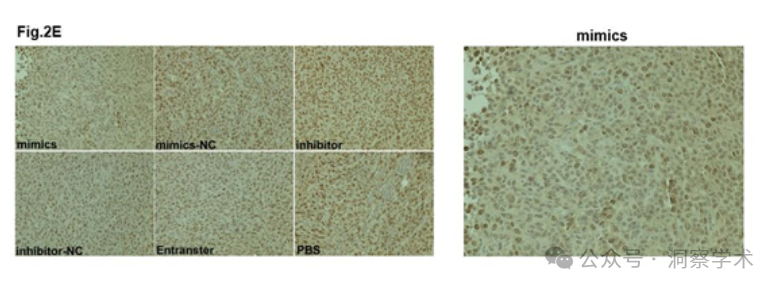 Fig.2E
mimics
mimics
mimics-NC
inhibitor
inhibitor-NC
Entranster
PBS
公众号 · 洞察学术